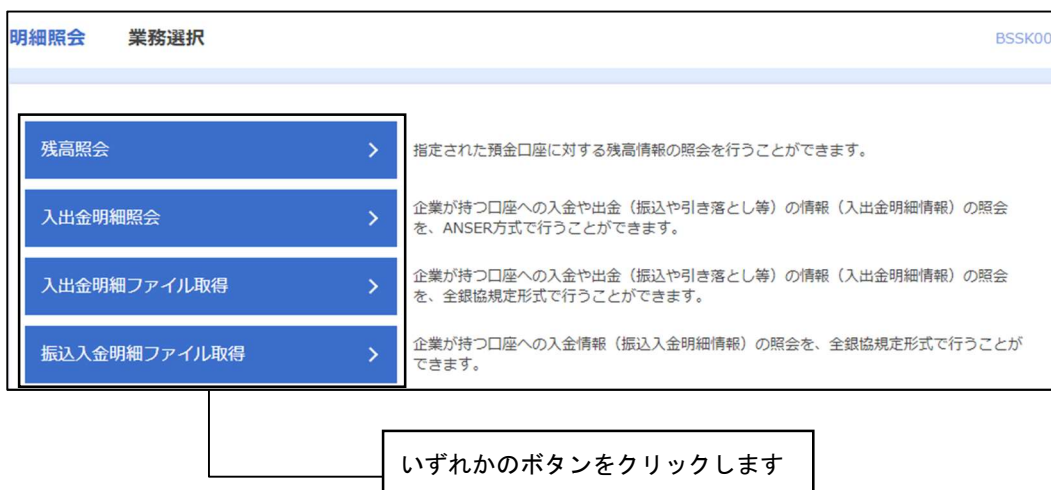 明細照会 業務選択 BSSK00
残高照会
指定された預金口座に対する残高情報の照会を行うことができます。
入出金明細照会
企業が持つ口座への入金や出金（振込や引き落とし等）の情報（入出金明細情報）の照会
を、ANSER方式で行うことができます。
入出金明細ファイル取得
企業が持つ口座への入金や出金（振込や引き落とし等）の情報（入出金明細情報）の照会
を、全銀協規定形式で行うことができます。
振込入金明細ファイル取得
企業が持つ口座への入金情報（振込入金明細情報）の照会を、全銀協規定形式で行うことが
できます。
いずれかのボタンをクリックします